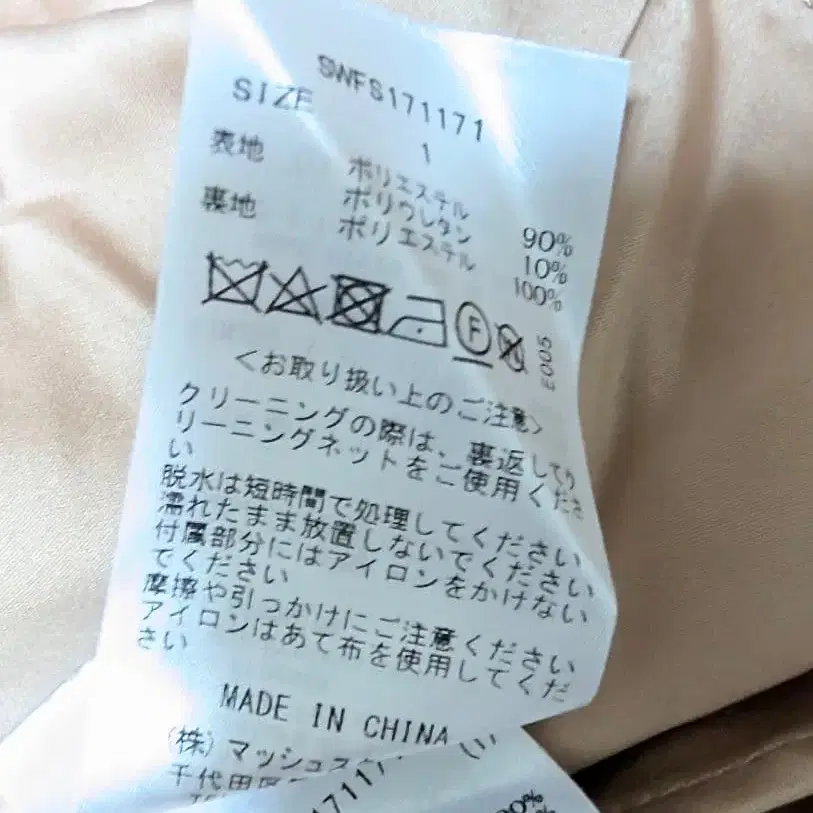 SWFS171171
SIZE 1
表地 ポリエステル 90%
ポリウレタン 10%
裏地 ポリエステル 100%
F
E005
<お取り扱い上のご注意>
クリーニングの際は、裏返してク
リーニングネットをご使用くださ
い
脱水は短時間で処理してください
濡れたまま放置しないでください
付属部分にはアイロンをかけない
でください
摩擦や引っかけにご注意ください
アイロンはあて布を使用してくだ
さい
MADE IN CHINA
(株)マッシュ
千代田区